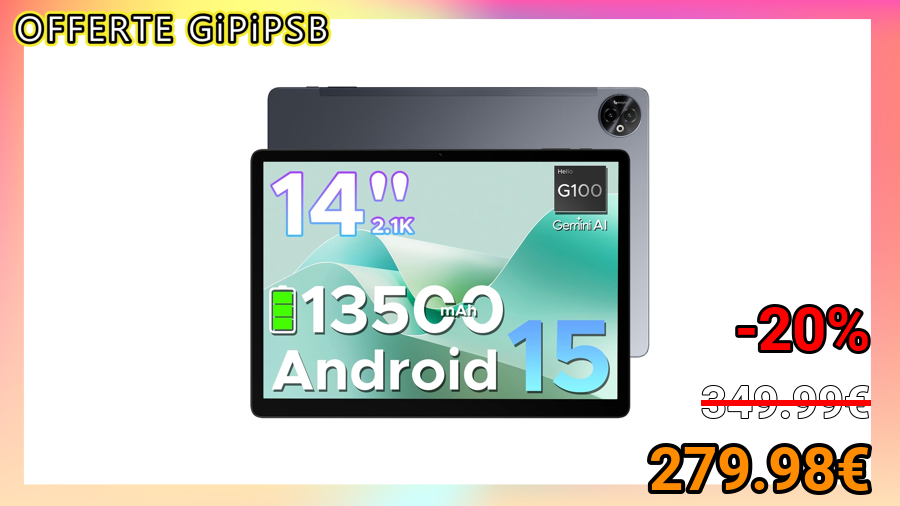 OFFERTE GiPiPSB
14"
2.1K
Helio
G100
Gemini AI
13500 mAh
Android 15
-20%
349.99€
279.98€